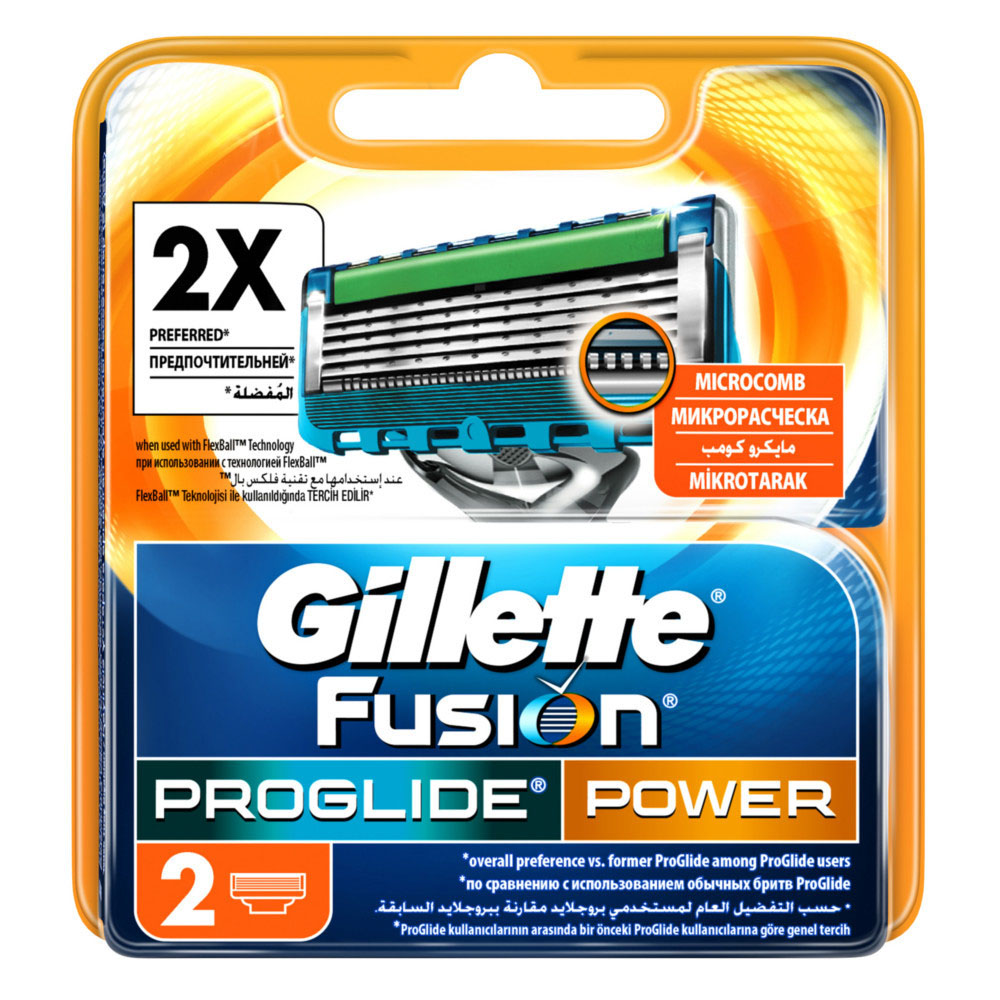 2X
PREFERRED*
ПРЕДПОЧТИТЕЛЬНЕЙ*
المُفضلة*
when used with FlexBall™ Technology
при использовании с технологией FlexBall™
عند إستخدامها مع تقنية فلكس بال™
FlexBall™ Teknolojisi ile kullanıldığında TERCİH EDİLİR*
MICROCOMB
МИКРОРАСЧЕСКА
مايكرو كومب
MİKROTARAK
Gillette®
Fusion®
PROGLIDE® POWER
2
*overall preference vs. former ProGlide among ProGlide users
*по сравнению с использованием обычных бритв ProGlide
* حسب التفضيل العام لمستخدمي بروجلايد مقارنة ببروجلايد السابقة.
*ProGlide kullanıcılarının arasında bir önceki ProGlide kullanıcılarına göre genel tercih